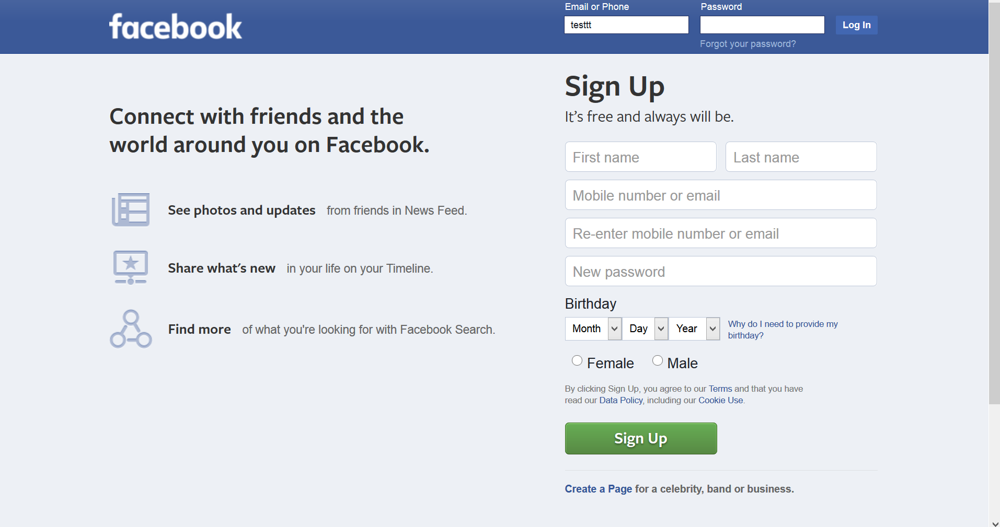 facebook
Email or Phone
Password
testtt
Log In
Forgot your password?
Connect with friends and the
world around you on Facebook.
See photos and updates from friends in News Feed.
Share what's new in your life on your Timeline.
Find more of what you're looking for with Facebook Search.
Sign Up
It’s free and always will be.
First name
Last name
Mobile number or email
Re-enter mobile number or email
New password
Birthday
Month
Day
Year
Why do I need to provide my
birthday?
Female
Male
By clicking Sign Up, you agree to our Terms and that you have
read our Data Policy, including our Cookie Use.
Sign Up
Create a Page for a celebrity, band or business.